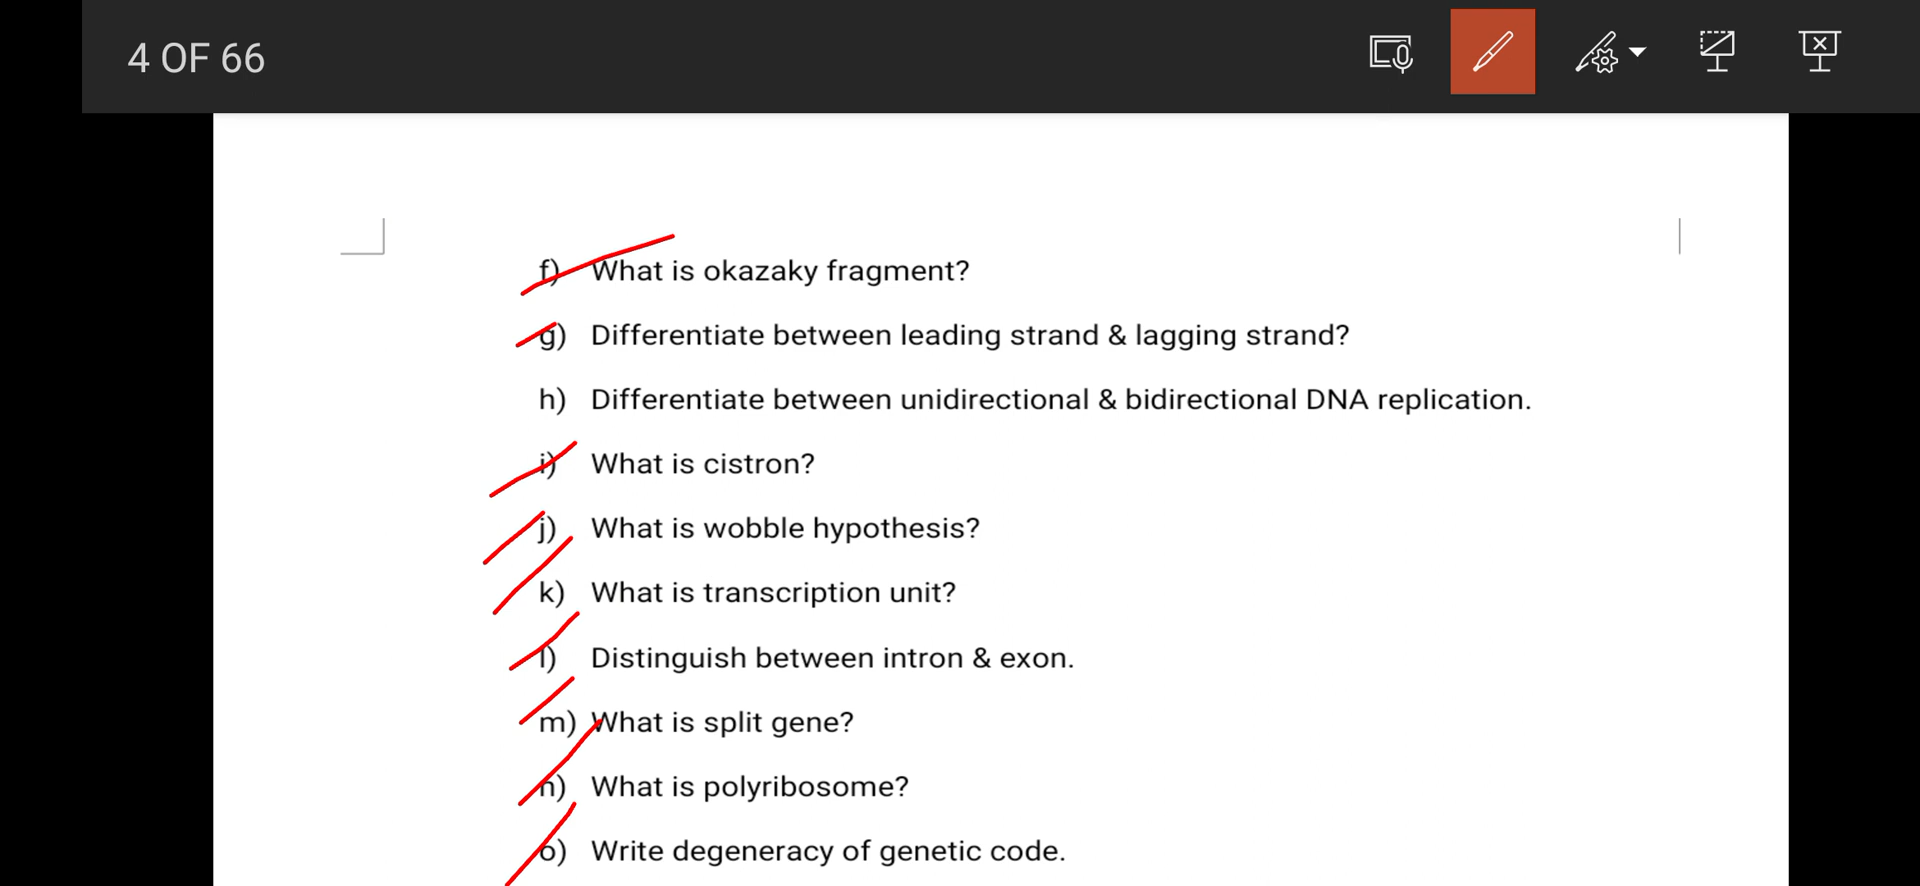 4 OF 66
f) What is okazaky fragment?
g) Differentiate between leading strand & lagging strand?
h) Differentiate between unidirectional & bidirectional DNA replication.
i) What is cistron?
j) What is wobble hypothesis?
k) What is transcription unit?
l) Distinguish between intron & exon.
m) What is split gene?
n) What is polyribosome?
o) Write degeneracy of genetic code.